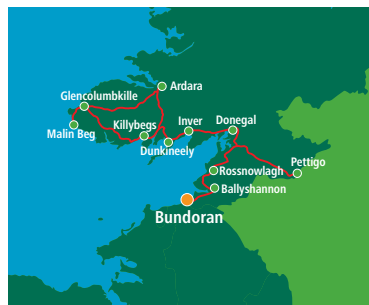 Ardara
Glencolumbkille
Malin Beg
Killybegs
Inver
Donegal
Dunkineely
Pettigo
Rossnowlagh
Ballyshannon
Bundoran